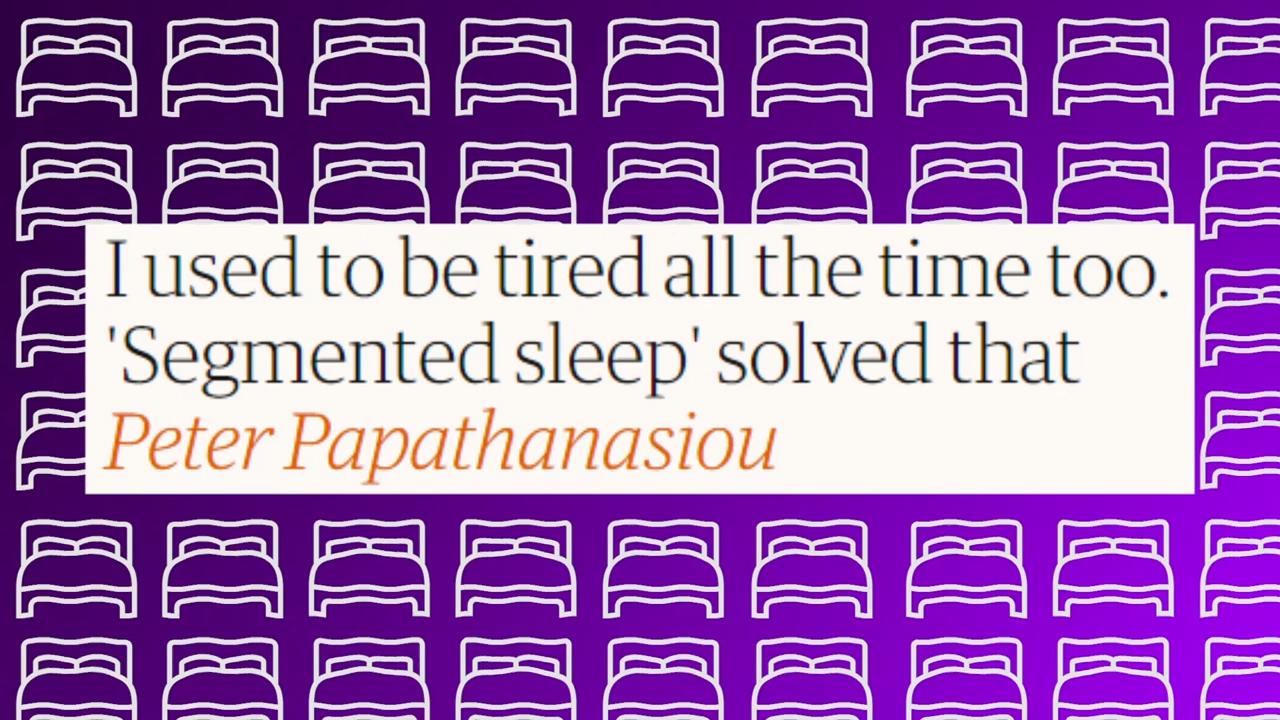 I used to be tired all the time too.
'Segmented sleep' solved that
Peter Papathanasiou